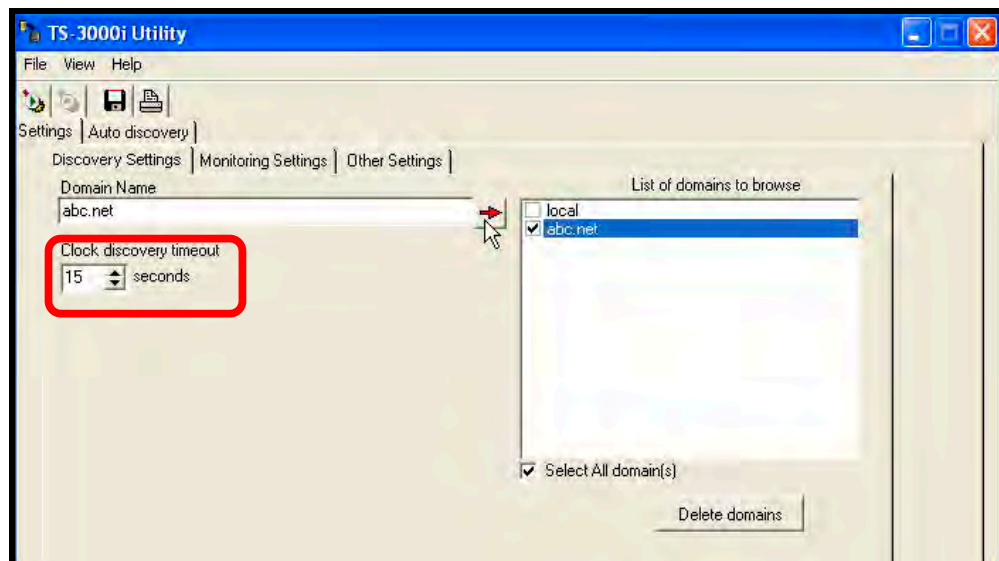 TS-3000i Utility
File View Help
Settings Auto discovery
Discovery Settings Monitoring Settings Other Settings
Domain Name
abc.net
Clock discovery timeout
15 seconds
List of domains to browse
local
abc.net
Select All domain(s)
Delete domains